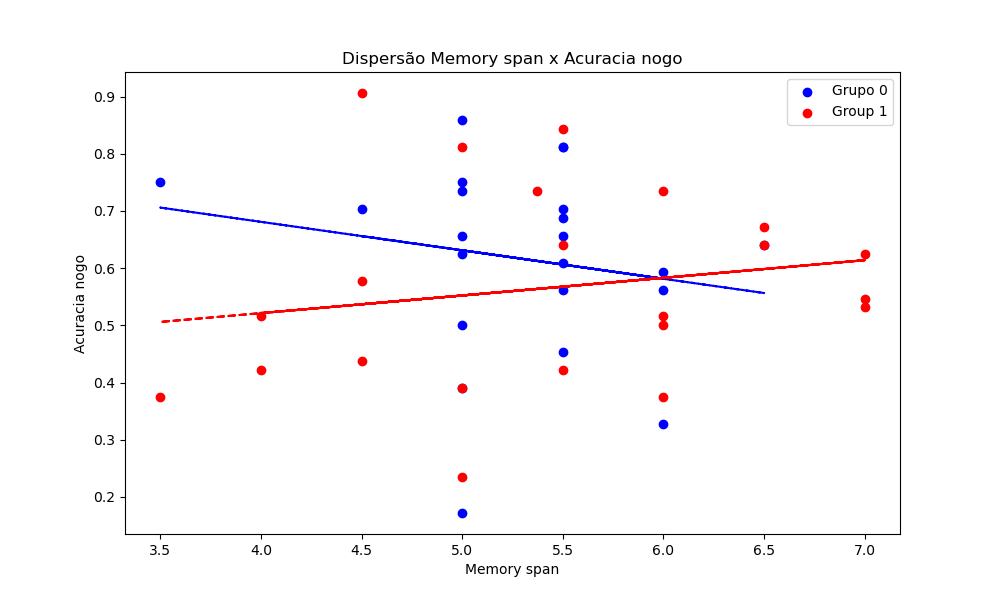 Dispersão Memory span x Acuracia nogo
Grupo 0
Group 1
0.9
0.8
0.7
0.6
0.5
0.4
0.3
0.2
Acuracia nogo
3.5 4.0 4.5 5.0 5.5 6.0 6.5 7.0
Memory span